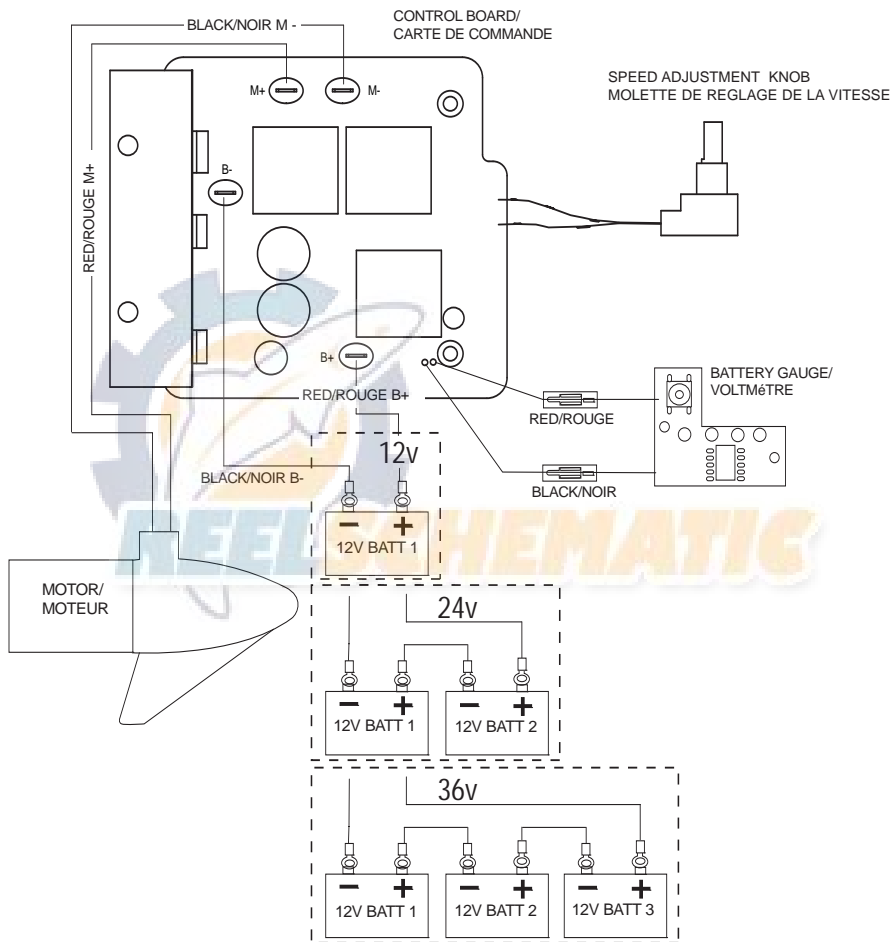 BLACK/NOIR M -
CONTROL BOARD/
CARTE DE COMMANDE
SPEED ADJUSTMENT KNOB
MOLETTE DE REGLAGE DE LA VITESSE
M+
M-
B-
RED/ROUGE M+
B+
RED/ROUGE B+
BATTERY GAUGE/
VOLTMéTRE
RED/ROUGE
BLACK/NOIR
12v
BLACK/NOIR B-
12V BATT 1
REELSCHEMATIC
MOTOR/
MOTEUR
24v
12V BATT 1
12V BATT 2
36v
12V BATT 1
12V BATT 2
12V BATT 3